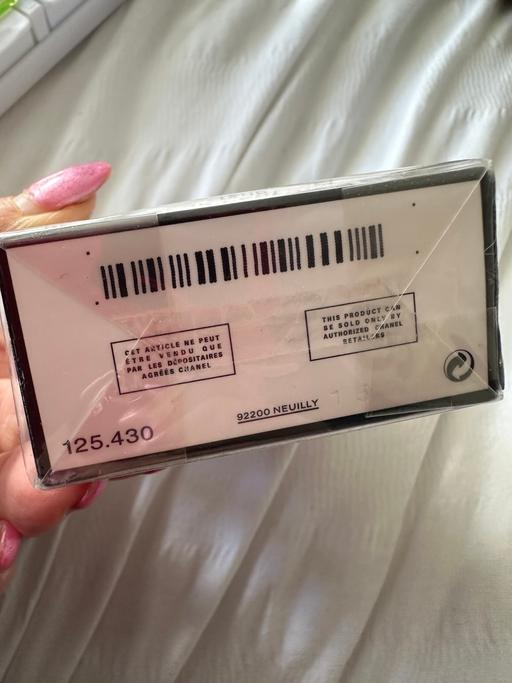 CET ARTICLE NE PEUT
ÊTRE VENDU QUE
PAR LES DÉPOSITAIRES
AGRÉÉS CHANEL
THIS PRODUCT CAN
BE SOLD ONLY BY
AUTHORIZED CHANEL
RETAILERS
92200 NEUILLY
125.430